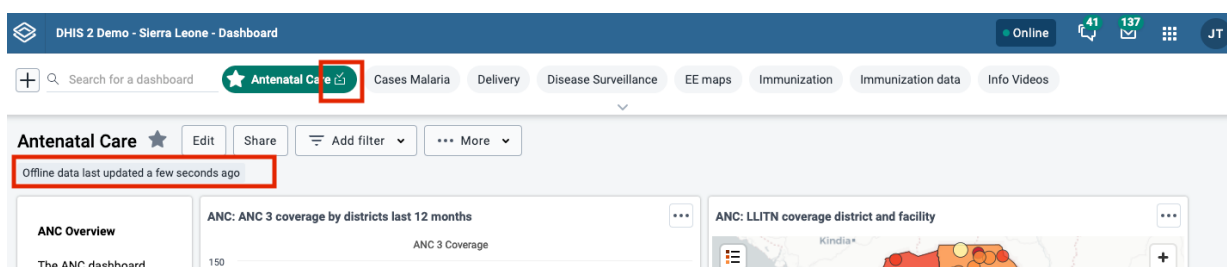 DHIS 2 Demo - Sierra Leone - Dashboard
Online
41
137
JT
Search for a dashboard
Antenatal Care
Cases Malaria
Delivery
Disease Surveillance
EE maps
Immunization
Immunization data
Info Videos
Antenatal Care
Edit
Share
Add filter
More
Offline data last updated a few seconds ago
ANC Overview
The ANC dashboard
ANC: ANC 3 coverage by districts last 12 months
ANC 3 Coverage
150
ANC: LLITN coverage district and facility
Kindia